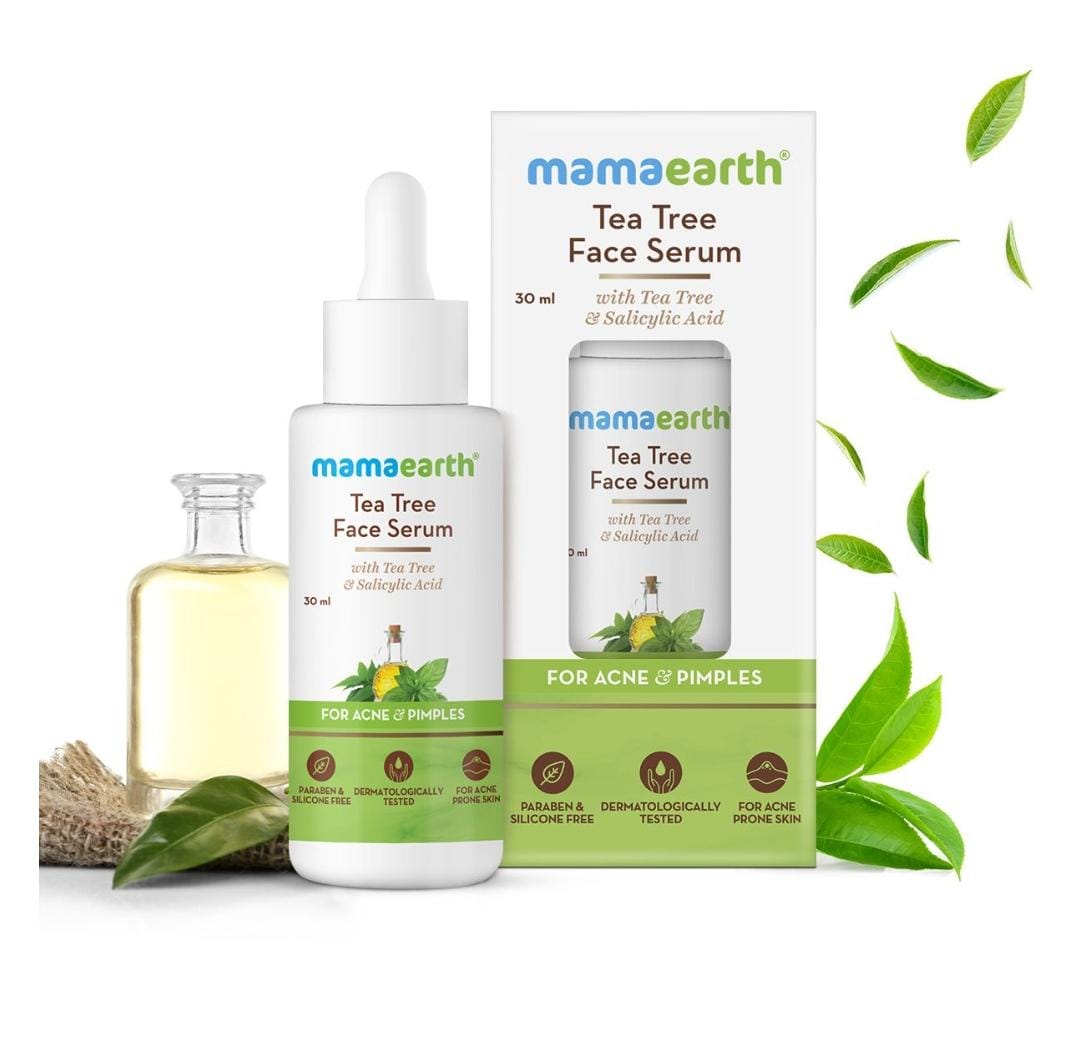 mamaearth®
Tea Tree
Face Serum
30 ml
with Tea Tree
& Salicylic Acid
mamaearth
Tea Tree
Face Serum
with Tea Tree
& Salicylic Acid
0 ml
FOR ACNE & PIMPLES
PARABEN &
SILICONE FREE
DERMATOLOGICALLY
TESTED
FOR ACNE
PRONE SKIN
mamaearth®
Tea Tree
Face Serum
with Tea Tree
& Salicylic Acid
30 ml
FOR ACNE & PIMPLES
PARABEN &
SILICONE FREE
DERMATOLOGICALLY
TESTED
FOR ACNE
PRONE SKIN